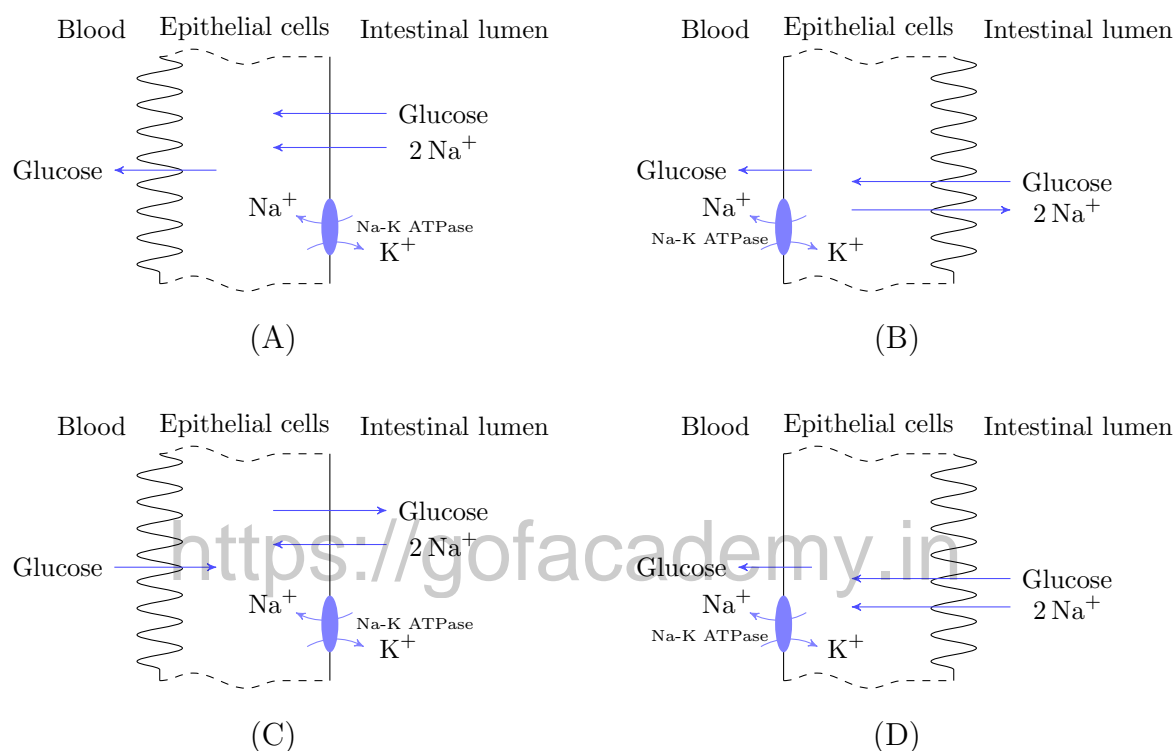 Blood Epithelial cells Intestinal lumen
Glucose
2 Na+
Glucose
Na+
Na-K ATPase
K+
(A)
Blood Epithelial cells Intestinal lumen
Glucose
Glucose
2 Na+
Na+
Na-K ATPase
K+
(B)
Blood Epithelial cells Intestinal lumen
Glucose
2 Na+
Glucose
Na+
Na-K ATPase
K+
(C)
Blood Epithelial cells Intestinal lumen
Glucose
Glucose
2 Na+
Na+
Na-K ATPase
K+
(D)
https://gofacademy.in